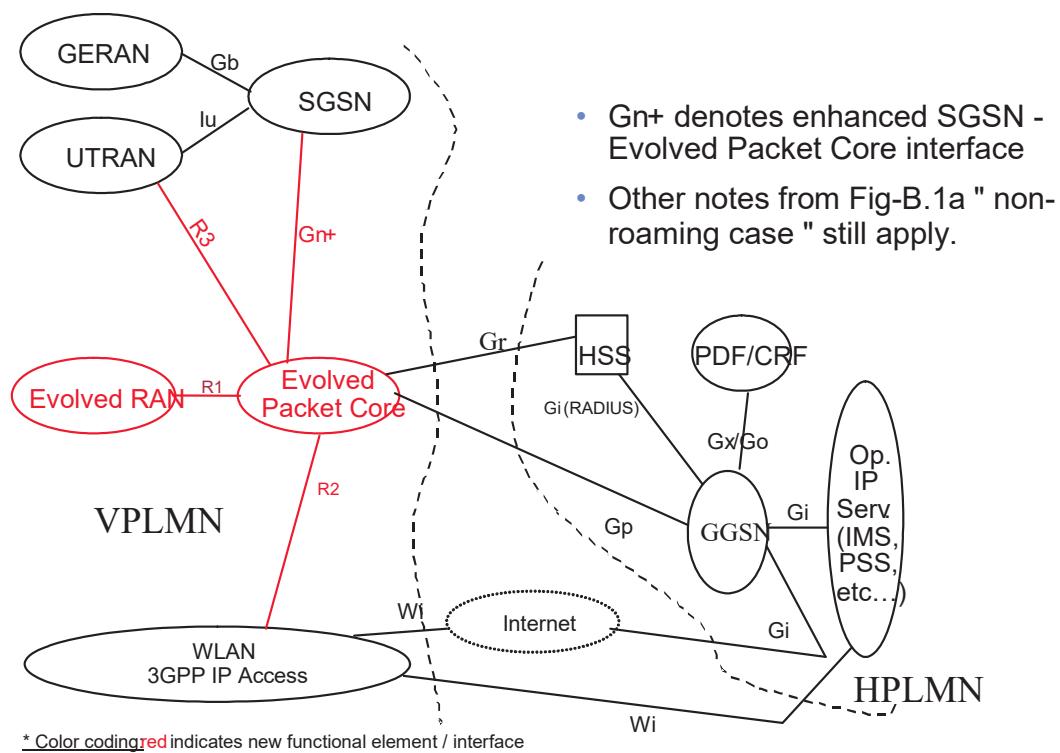 GERAN
Gb
SGSN
Iu
UTRAN
• Gn+ denotes enhanced SGSN -
Evolved Packet Core interface
• Other notes from Fig-B.1a " non-
roaming case " still apply.
R3
Gn+
Gr
HSS
PDF/CRF
Evolved RAN
R1
Evolved
Packet Core
Gi (RADIUS)
Gx/Go
Op.
IP
Serv.
(IMS,
PSS,
etc…)
R2
VPLMN
Gp
GGSN
Gi
Internet
Gi
WLAN
3GPP IP Access
HPLMN
Wi
* Color coding: red indicates new functional element / interface